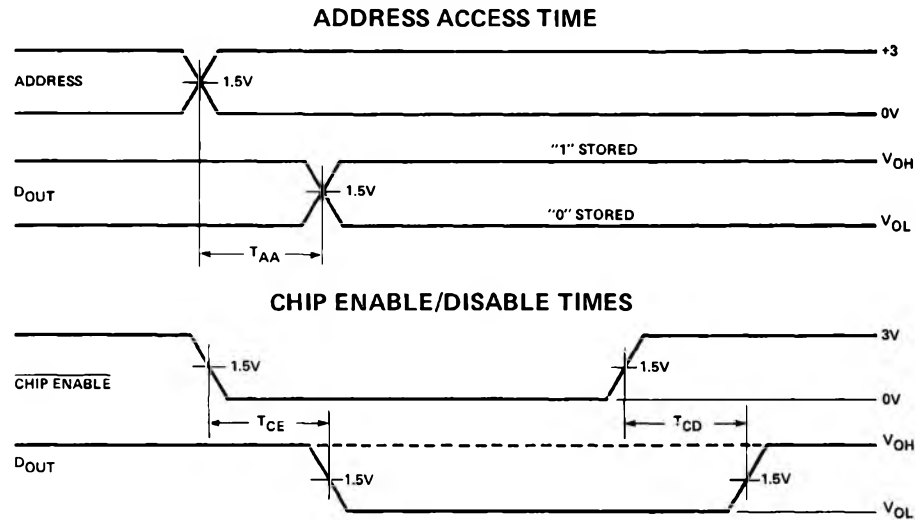 ADDRESS ACCESS TIME
+3
ADDRESS
1.5V
0V
"1" STORED
VOH
DOUT
1.5V
"0" STORED
VOL
TAA
CHIP ENABLE/DISABLE TIMES
3V
1.5V
1.5V
CHIP ENABLE
0V
TCE
TCD
VOH
DOUT
1.5V
1.5V
VOL